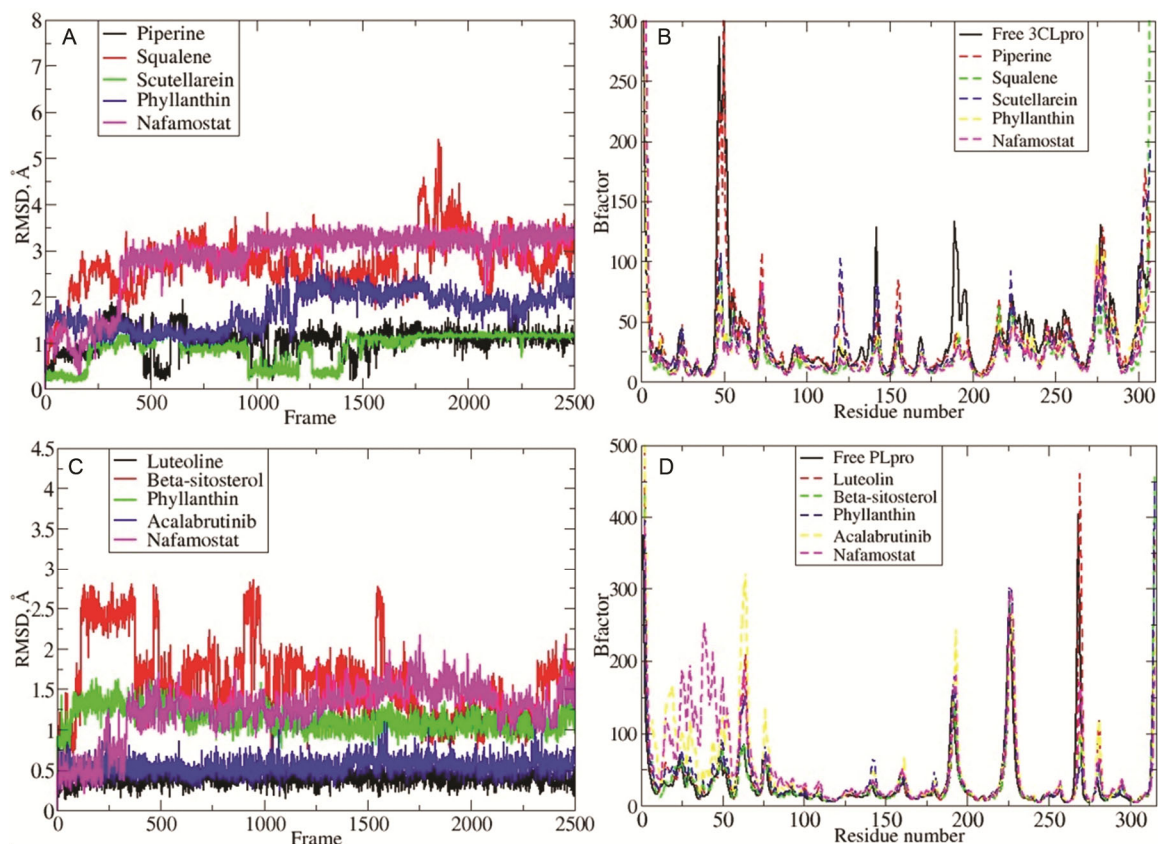 A
Piperine
Squalene
Scutellarein
Phyllanthin
Nafamostat
RMSD, Å
8
7
6
5
4
3
2
1
0
0 500 1000 1500 2000 2500
Frame
B
Free 3CLpro
Piperine
Squalene
Scutellarein
Phyllanthin
Nafamostat
Bfactor
300
250
200
150
100
50
0
0 50 100 150 200 250 300
Residue number
C
Luteoline
Beta-sitosterol
Phyllanthin
Acalabrutinib
Nafamostat
RMSD, Å
4.5
4
3.5
3
2.5
2
1.5
1
0.5
0
0 500 1000 1500 2000 2500
Frame
D
Free PLpro
Luteolin
Beta-sitosterol
Phyllanthin
Acalabrutinib
Nafamostat
Bfactor
500
400
300
200
100
0
0 50 100 150 200 250 300
Residue number